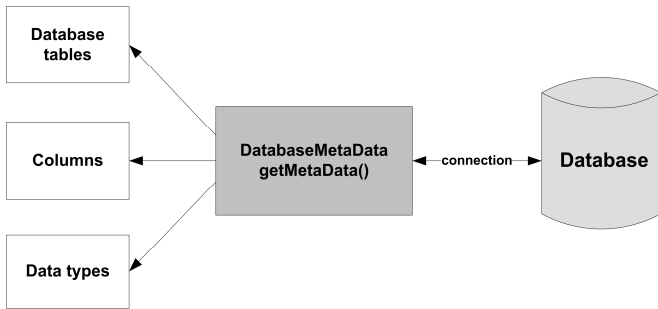 Database
tables
Columns
Data types
DatabaseMetaData
getMetaData()
connection
Database